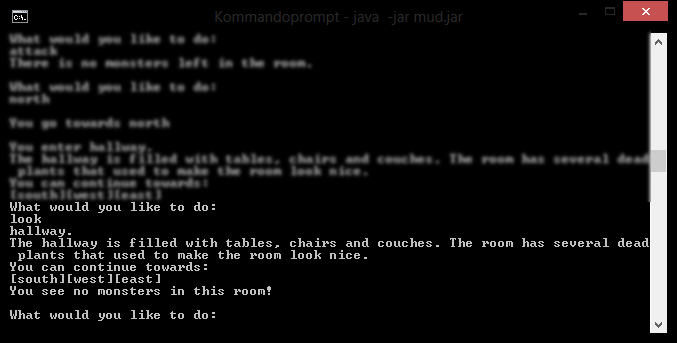 Kommandoprompt - java  -jar mud.jar
What would you like to do:
attack
There is no monsters left in the room.
What would you like to do:
north
You go towards north
You enter hallway.
The hallway is filled with tables, chairs and couches. The room has several dead
plants that used to make the room look nice.
You can continue towards:
[south][west][east]
What would you like to do:
look
hallway.
The hallway is filled with tables, chairs and couches. The room has several dead
plants that used to make the room look nice.
You can continue towards:
[south][west][east]
You see no monsters in this room!
What would you like to do: